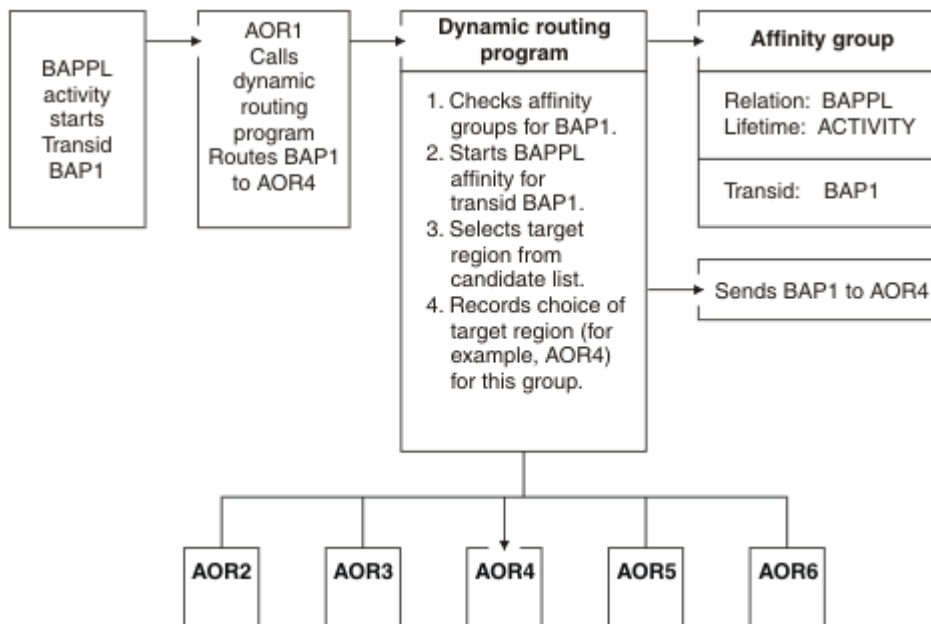 BAPPL
activity
starts
Transid
BAP1
AOR1
Calls
dynamic
routing
program
Routes BAP1
to AOR4
Dynamic routing
program
1. Checks affinity
groups for BAP1.
2. Starts BAPPL
affinity for
transid BAP1.
3. Selects target
region from
candidate list.
4. Records choice of
target region (for
example, AOR4)
for this group.
Affinity group
Relation: BAPPL
Lifetime: ACTIVITY
Transid: BAP1
Sends BAP1 to AOR4
AOR2 AOR3 AOR4 AOR5 AOR6